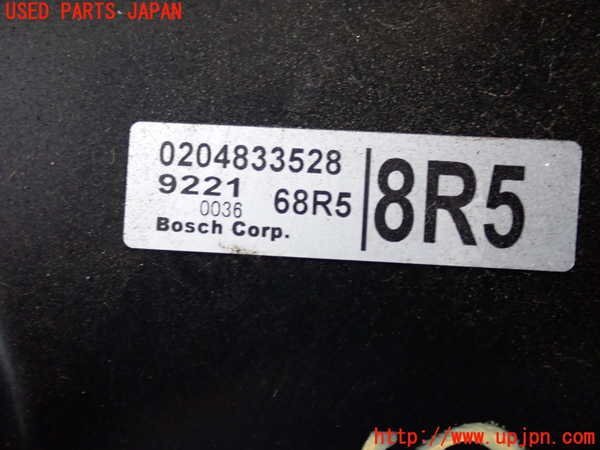 USED PARTS JAPAN
0204833528
9221
0036
68R5
Bosch Corp.
8R5
http://www.upjpn.com/